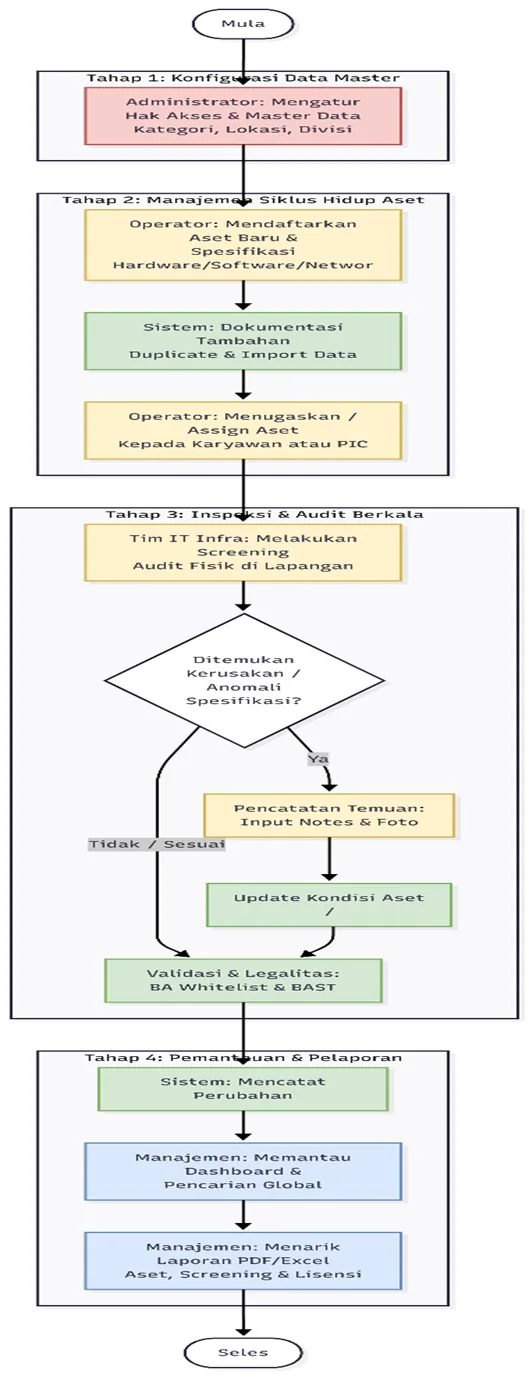 Mula
Tahap 1: Konfigurasi Data Master
Administrator: Mengatur
Hak Akses & Master Data
Kategori, Lokasi, Divisi
Tahap 2: Manajemen Siklus Hidup Aset
Operator: Mendaftarkan
Aset Baru &
Spesifikasi
Hardware/Software/Networ
Sistem: Dokumentasi
Tambahan
Duplicate & Import Data
Operator: Menugaskan /
Assign Aset
Kepada Karyawan atau PIC
Tahap 3: Inspeksi & Audit Berkala
Tim IT Infra: Melakukan
Screening
Audit Fisik di Lapangan
Ditemukan
Kerusakan /
Anomali
Spesifikasi?
Ya
Pencatatan Temuan:
Input Notes & Foto
Tidak / Sesuai
Update Kondisi Aset
/
Validasi & Legalitas:
BA Whitelist & BAST
Tahap 4: Pemantauan & Pelaporan
Sistem: Mencatat
Perubahan
Manajemen: Memantau
Dashboard &
Pencarian Global
Manajemen: Menarik
Laporan PDF/Excel
Aset, Screening & Lisensi
Seles